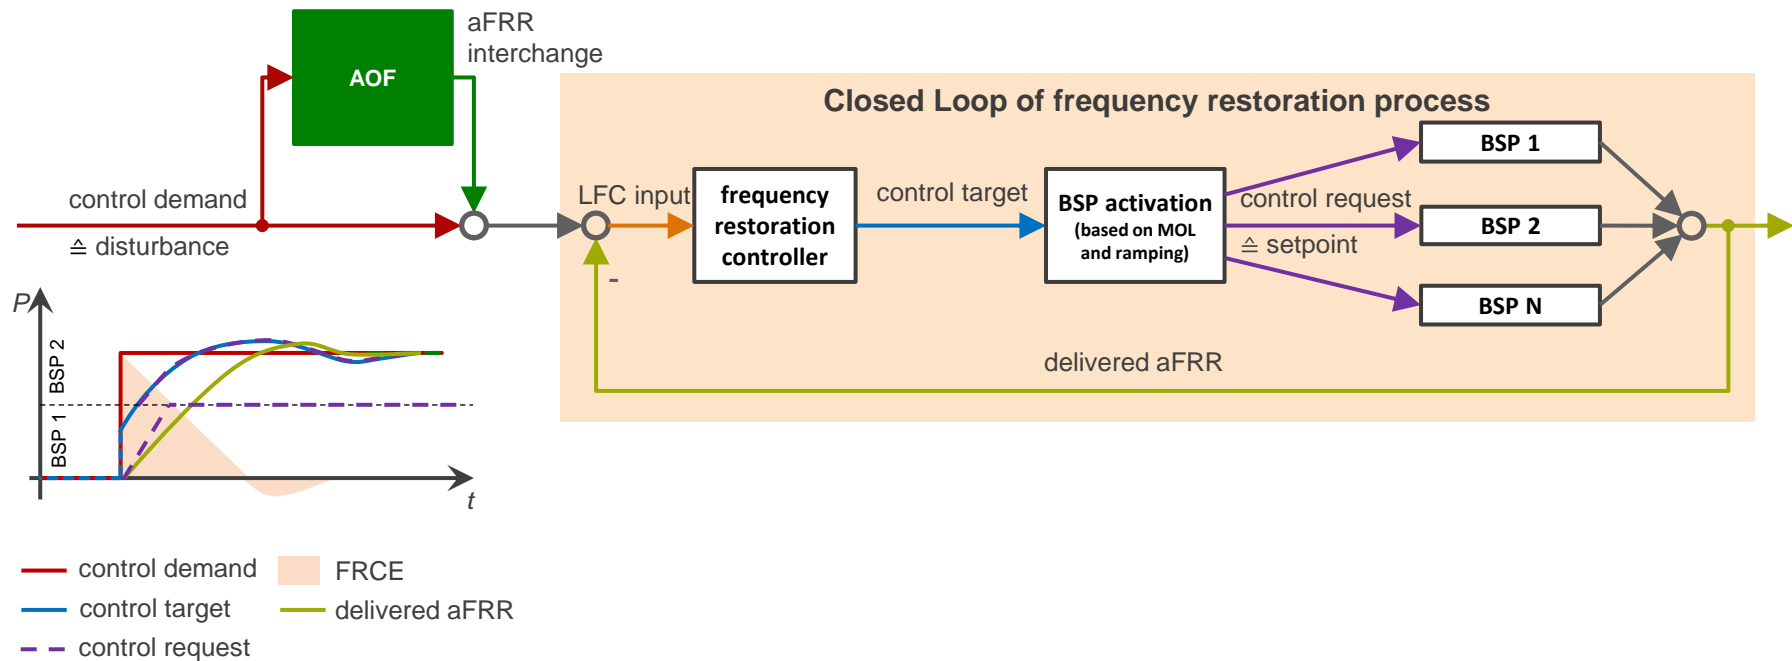 aFRR
interchange
AOF
Closed Loop of frequency restoration process
control demand
≙ disturbance
LFC input
frequency
restoration
controller
control target
BSP activation
(based on MOL
and ramping)
control request
≙ setpoint
BSP 1
BSP 2
BSP N
-
delivered aFRR
P
BSP 2
BSP 1
t
control demand
FRCE
control target
delivered aFRR
control request